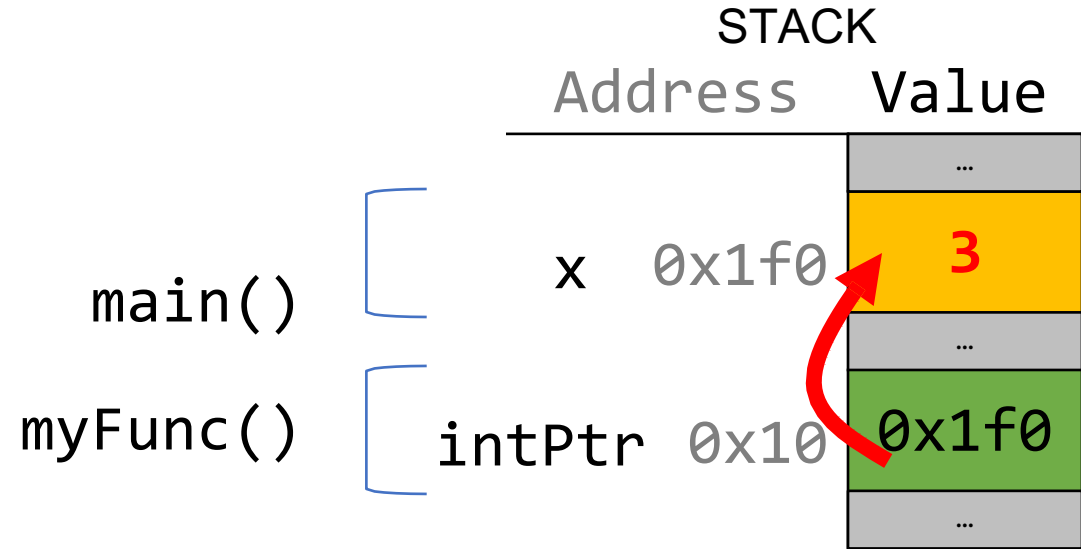 STACK
Address Value
…
x 0x1f0 3
main()
…
myFunc() intPtr 0x10 0x1f0
…